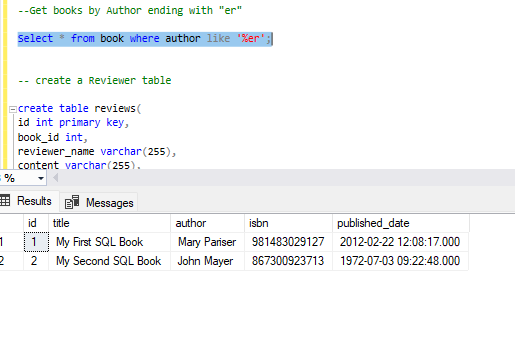 --Get books by Author ending with "er"
Select * from book where author like '%er';
-- create a Reviewer table
create table reviews(
id int primary key,
book_id int,
reviewer_name varchar(255),
content varchar(255),
%
Results Messages
id title author isbn published_date
1 1 My First SQL Book Mary Pariser 981483029127 2012-02-22 12:08:17.000
2 2 My Second SQL Book John Mayer 867300923713 1972-07-03 09:22:48.000